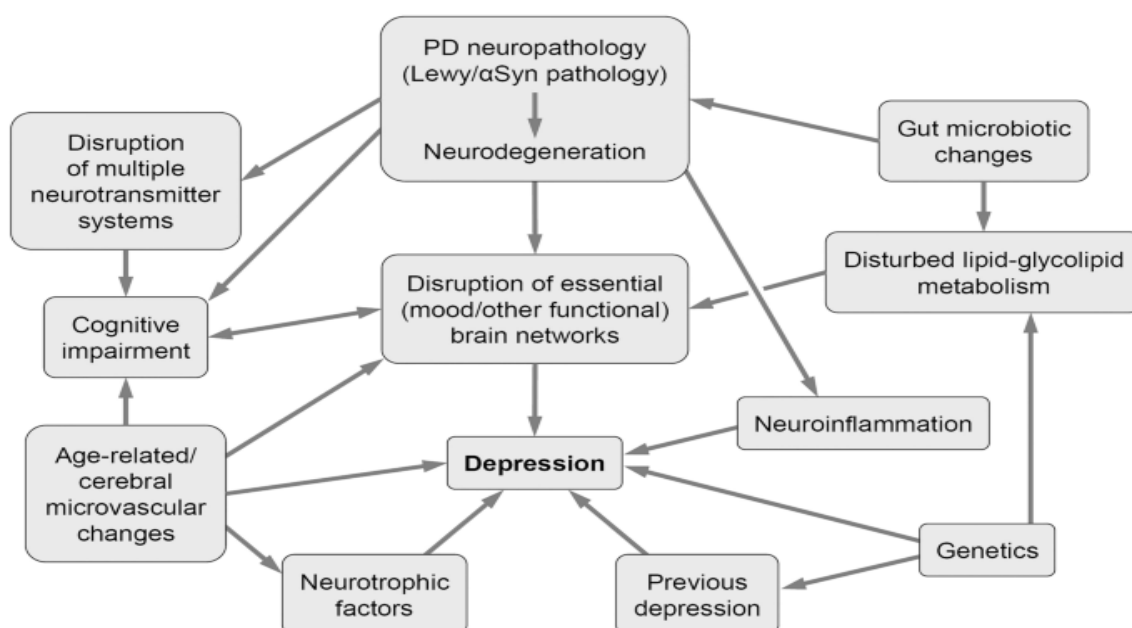 PD neuropathology
(Lewy/αSyn pathology)
Neurodegeneration
Disruption
of multiple
neurotransmitter
systems
Gut microbiotic
changes
Disturbed lipid-glycolipid
metabolism
Disruption of essential
(mood/other functional)
brain networks
Cognitive
impairment
Neuroinflammation
Age-related/
cerebral
microvascular
changes
Depression
Genetics
Neurotrophic
factors
Previous
depression